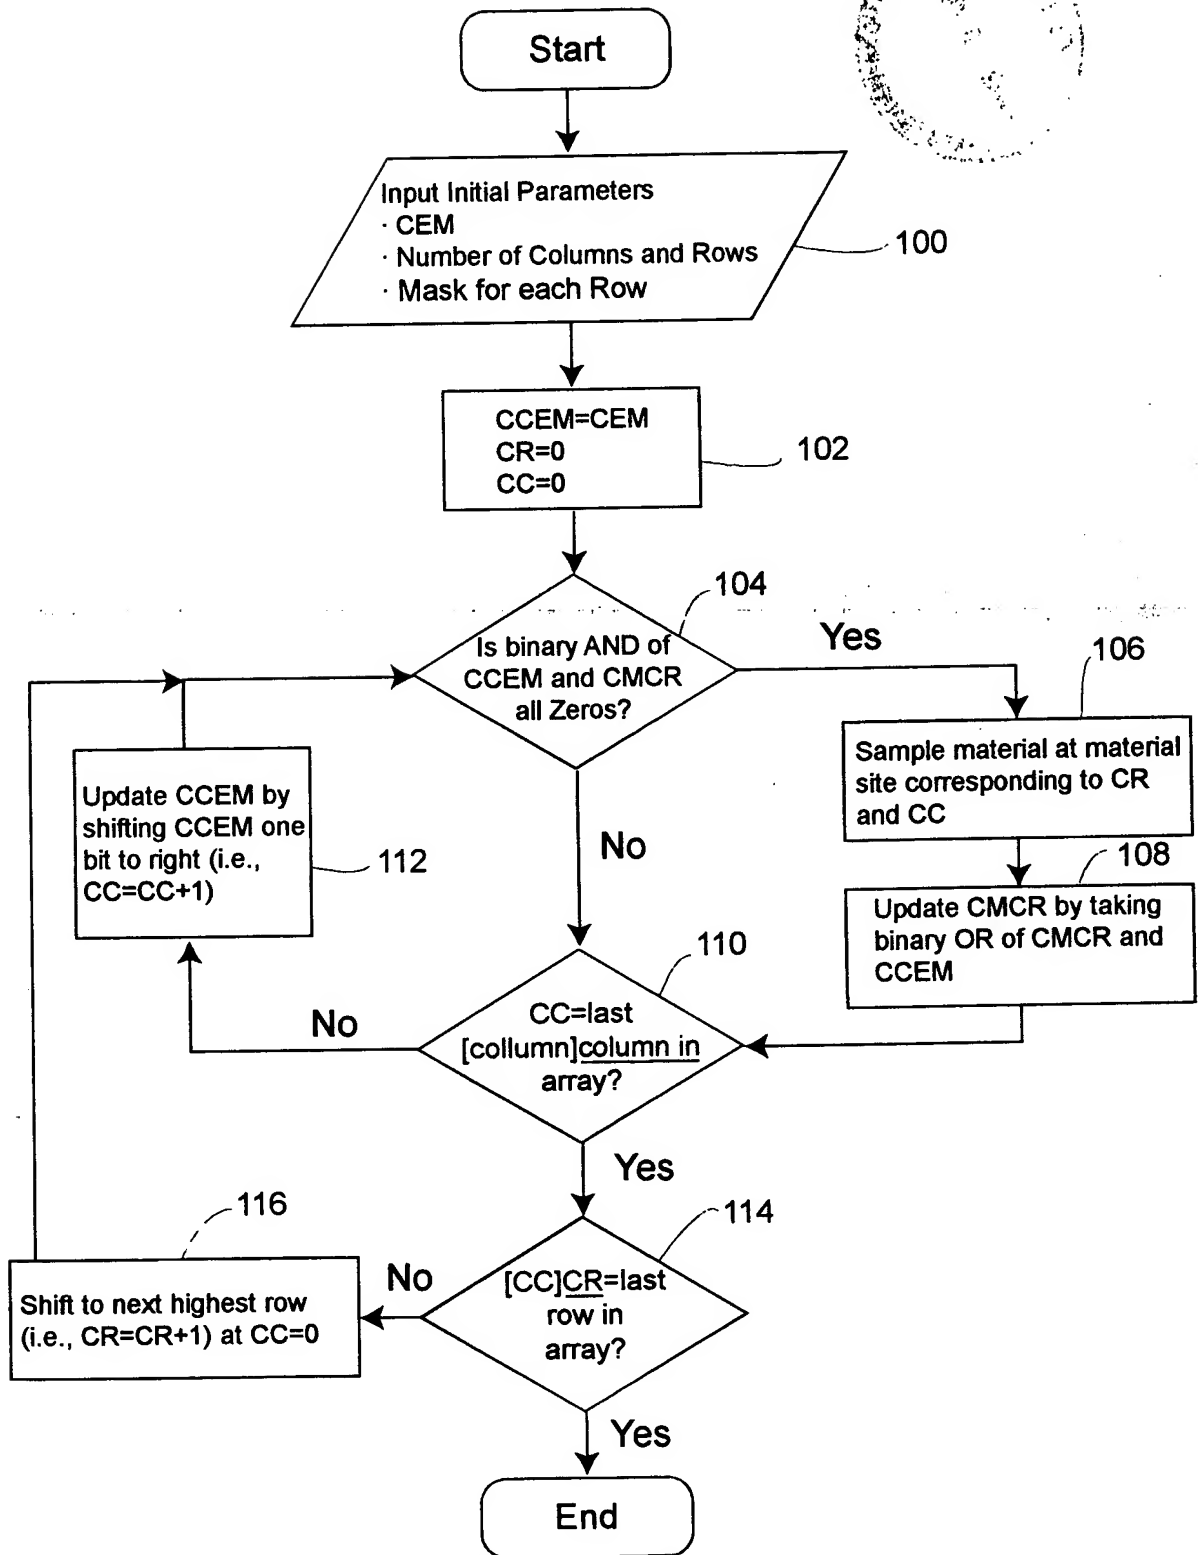 Start
Input Initial Parameters
· CEM
· Number of Columns and Rows
· Mask for each Row
100
CCEM=CEM
CR=0
CC=0
102
104
Is binary AND of
CCEM and CMCR
all Zeros?
Yes
106
Sample material at material
site corresponding to CR
and CC
Update CCEM by
shifting CCEM one
bit to right (i.e.,
CC=CC+1)
112
No
108
Update CMCR by taking
binary OR of CMCR and
CCEM
110
CC=last
[collumn]column in
array?
No
Yes
116
114
Shift to next highest row
(i.e., CR=CR+1) at CC=0
No
[CC]CR=last
row in
array?
Yes
End